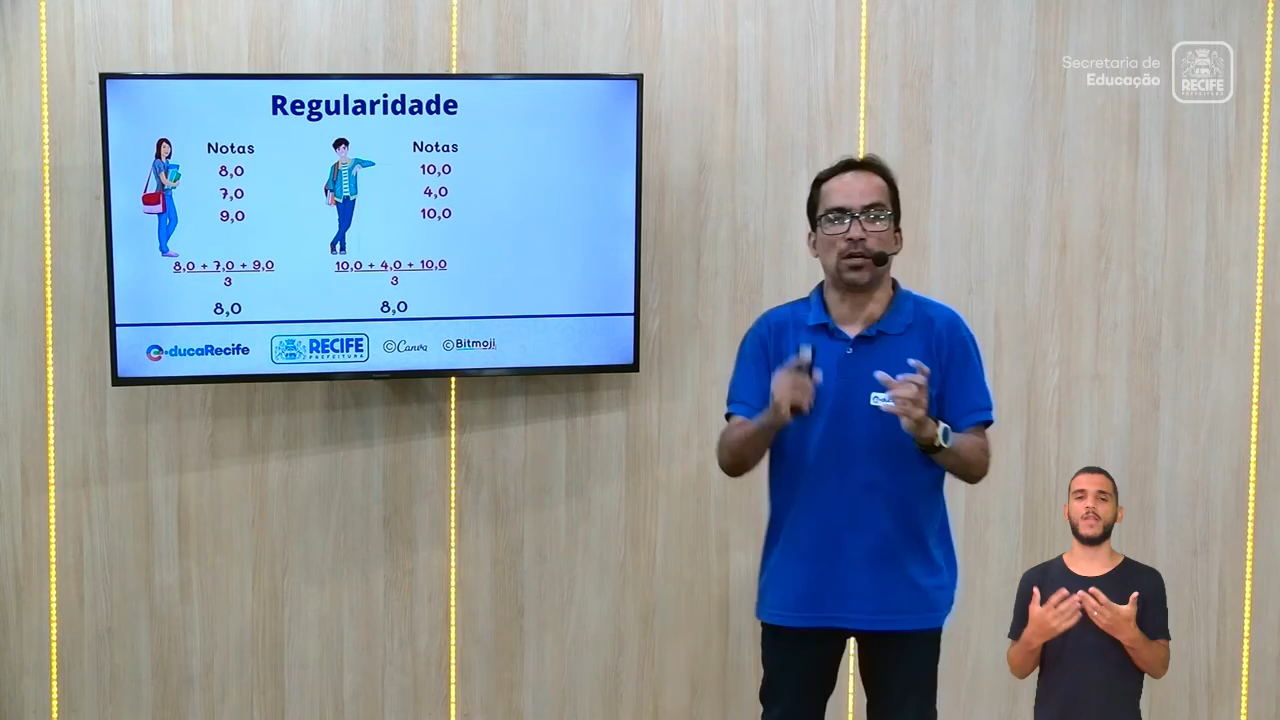 Secretaria de
Educação
RECIFE
PREFEITURA
Regularidade
Notas
8,0
7,0
9,0
Notas
10,0
4,0
10,0
8,0 + 7,0 + 9,0
3
8,0
10,0 + 4,0 + 10,0
3
8,0
EducaRecife
RECIFE
PREFEITURA
©Canva
©Bitmoji